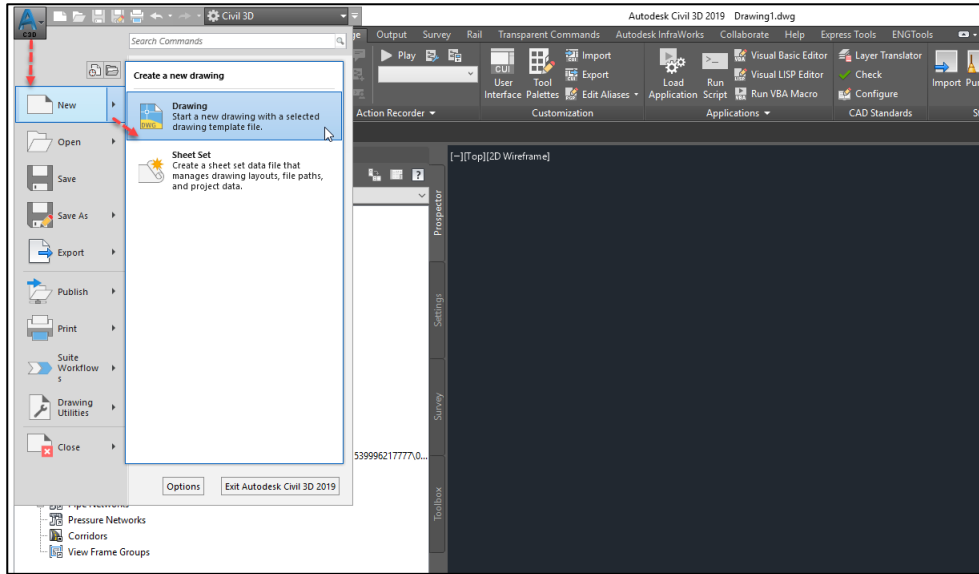 Civil 3D
Autodesk Civil 3D 2019 Drawing1.dwg
C3D
Search Commands
Output Survey Rail Transparent Commands Autodesk InfraWorks Collaborate Help Express Tools ENGTools
Create a new drawing
Play
CUI
User Interface
Tool Palettes
Import
Export
Edit Aliases
Load Application
Run Script
Visual Basic Editor
Visual LISP Editor
Run VBA Macro
Layer Translator
Check
Configure
Import
Action Recorder
Customization
Applications
CAD Standards
New
Open
Save
Save As
Export
Publish
Print
Suite
Workflow
s
Drawing
Utilities
Close
DWG
Drawing
Start a new drawing with a selected
drawing template file.
Sheet Set
Create a sheet set data file that
manages drawing layouts, file paths,
and project data.
Options
Exit Autodesk Civil 3D 2019
[−][Top][2D Wireframe]
Prospector
Settings
Survey
Toolbox
539996217777\0...
Pressure Networks
Corridors
View Frame Groups